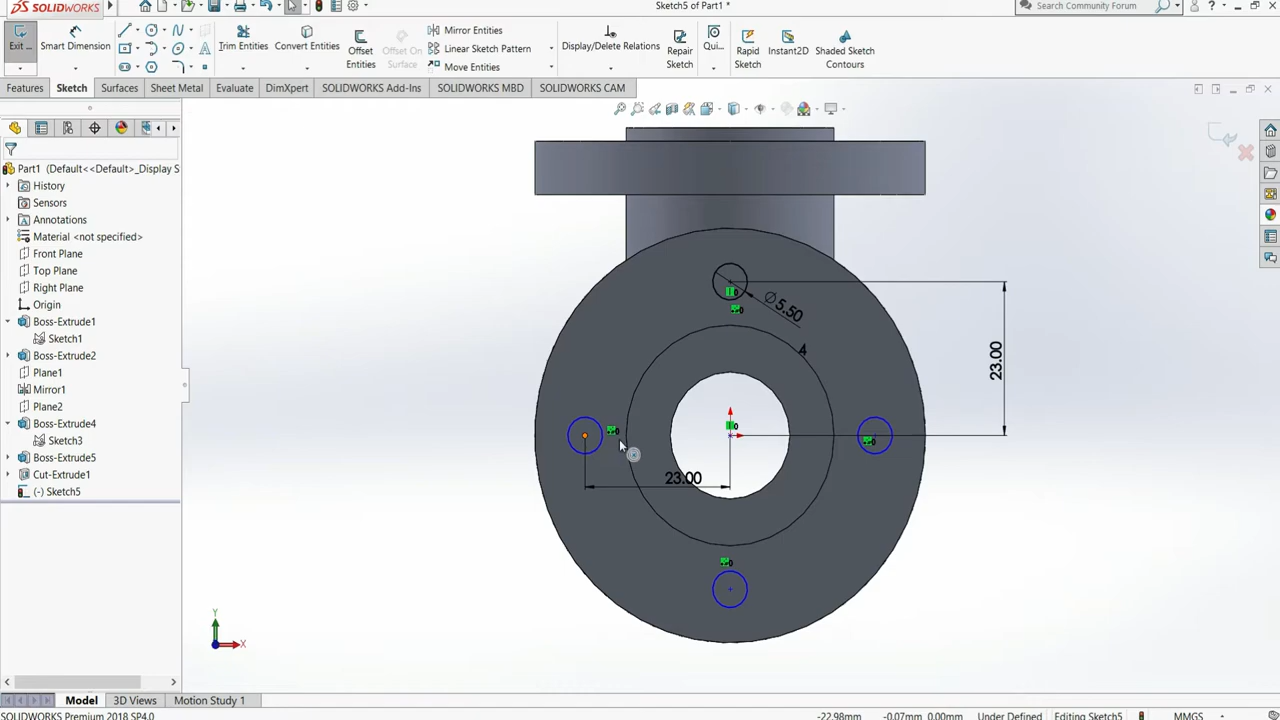 SOLIDWORKS
Sketch5 of Part1 *
Search Community Forum
Exit ...
Smart Dimension
Trim Entities
Convert Entities
Offset Entities
Offset On Surface
Mirror Entities
Linear Sketch Pattern
Move Entities
Display/Delete Relations
Repair Sketch
Qui...
Rapid Sketch
Instant2D
Shaded Sketch Contours
Features
Sketch
Surfaces
Sheet Metal
Evaluate
DimXpert
SOLIDWORKS Add-Ins
SOLIDWORKS MBD
SOLIDWORKS CAM
Part1 (Default<<Default>_Display S
History
Sensors
Annotations
Material <not specified>
Front Plane
Top Plane
Right Plane
Origin
Boss-Extrude1
Sketch1
Boss-Extrude2
Plane1
Mirror1
Plane2
Boss-Extrude4
Sketch3
Boss-Extrude5
Cut-Extrude1
(-) Sketch5
Ø5.50
4
23.00
23.00
Y
X
Model
3D Views
Motion Study 1
SOLIDWORKS Premium 2018 SP4.0
-22.98mm
-0.07mm
0.00mm
Under Defined
Editing Sketch5
MMGS